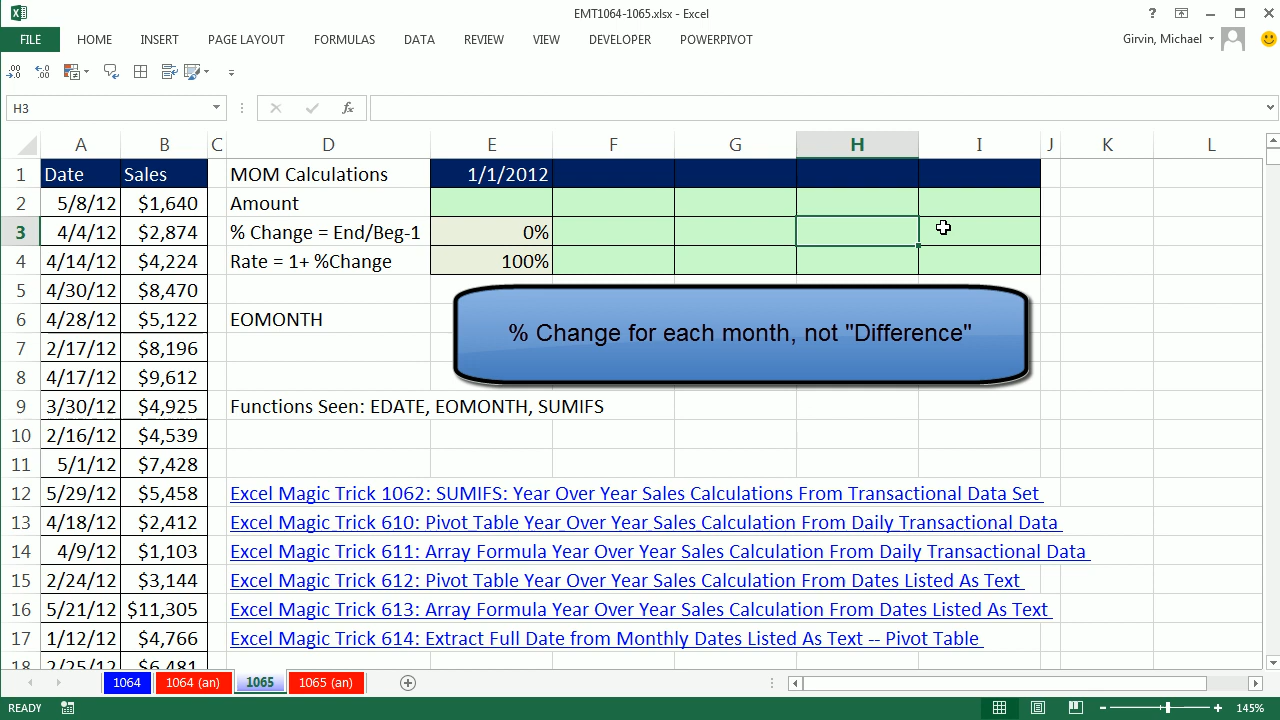 EMT1064-1065.xlsx - Excel
FILE HOME INSERT PAGE LAYOUT FORMULAS DATA REVIEW VIEW DEVELOPER POWERPIVOT Girvin, Michael
H3 fx
A B C D E F G H I J K L
1 Date Sales MOM Calculations 1/1/2012
2 5/8/12 $1,640 Amount
3 4/4/12 $2,874 % Change = End/Beg-1 0%
4 4/14/12 $4,224 Rate = 1+ %Change 100%
5 4/30/12 $8,470
% Change for each month, not "Difference"
6 4/28/12 $5,122 EOMONTH
7 2/17/12 $8,196
8 4/17/12 $9,612
9 3/30/12 $4,925 Functions Seen: EDATE, EOMONTH, SUMIFS
10 2/16/12 $4,539
11 5/1/12 $7,428
12 5/29/12 $5,458 Excel Magic Trick 1062: SUMIFS: Year Over Year Sales Calculations From Transactional Data Set
13 4/18/12 $2,412 Excel Magic Trick 610: Pivot Table Year Over Year Sales Calculation From Daily Transactional Data
14 4/9/12 $1,103 Excel Magic Trick 611: Array Formula Year Over Year Sales Calculation From Daily Transactional Data
15 2/24/12 $3,144 Excel Magic Trick 612: Pivot Table Year Over Year Sales Calculation From Dates Listed As Text
16 5/21/12 $11,305 Excel Magic Trick 613: Array Formula Year Over Year Sales Calculation From Dates Listed As Text
17 1/12/12 $4,766 Excel Magic Trick 614: Extract Full Date from Monthly Dates Listed As Text -- Pivot Table
18 2/25/12 $6,481
1064 1064 (an) 1065 1065 (an)
READY 145%